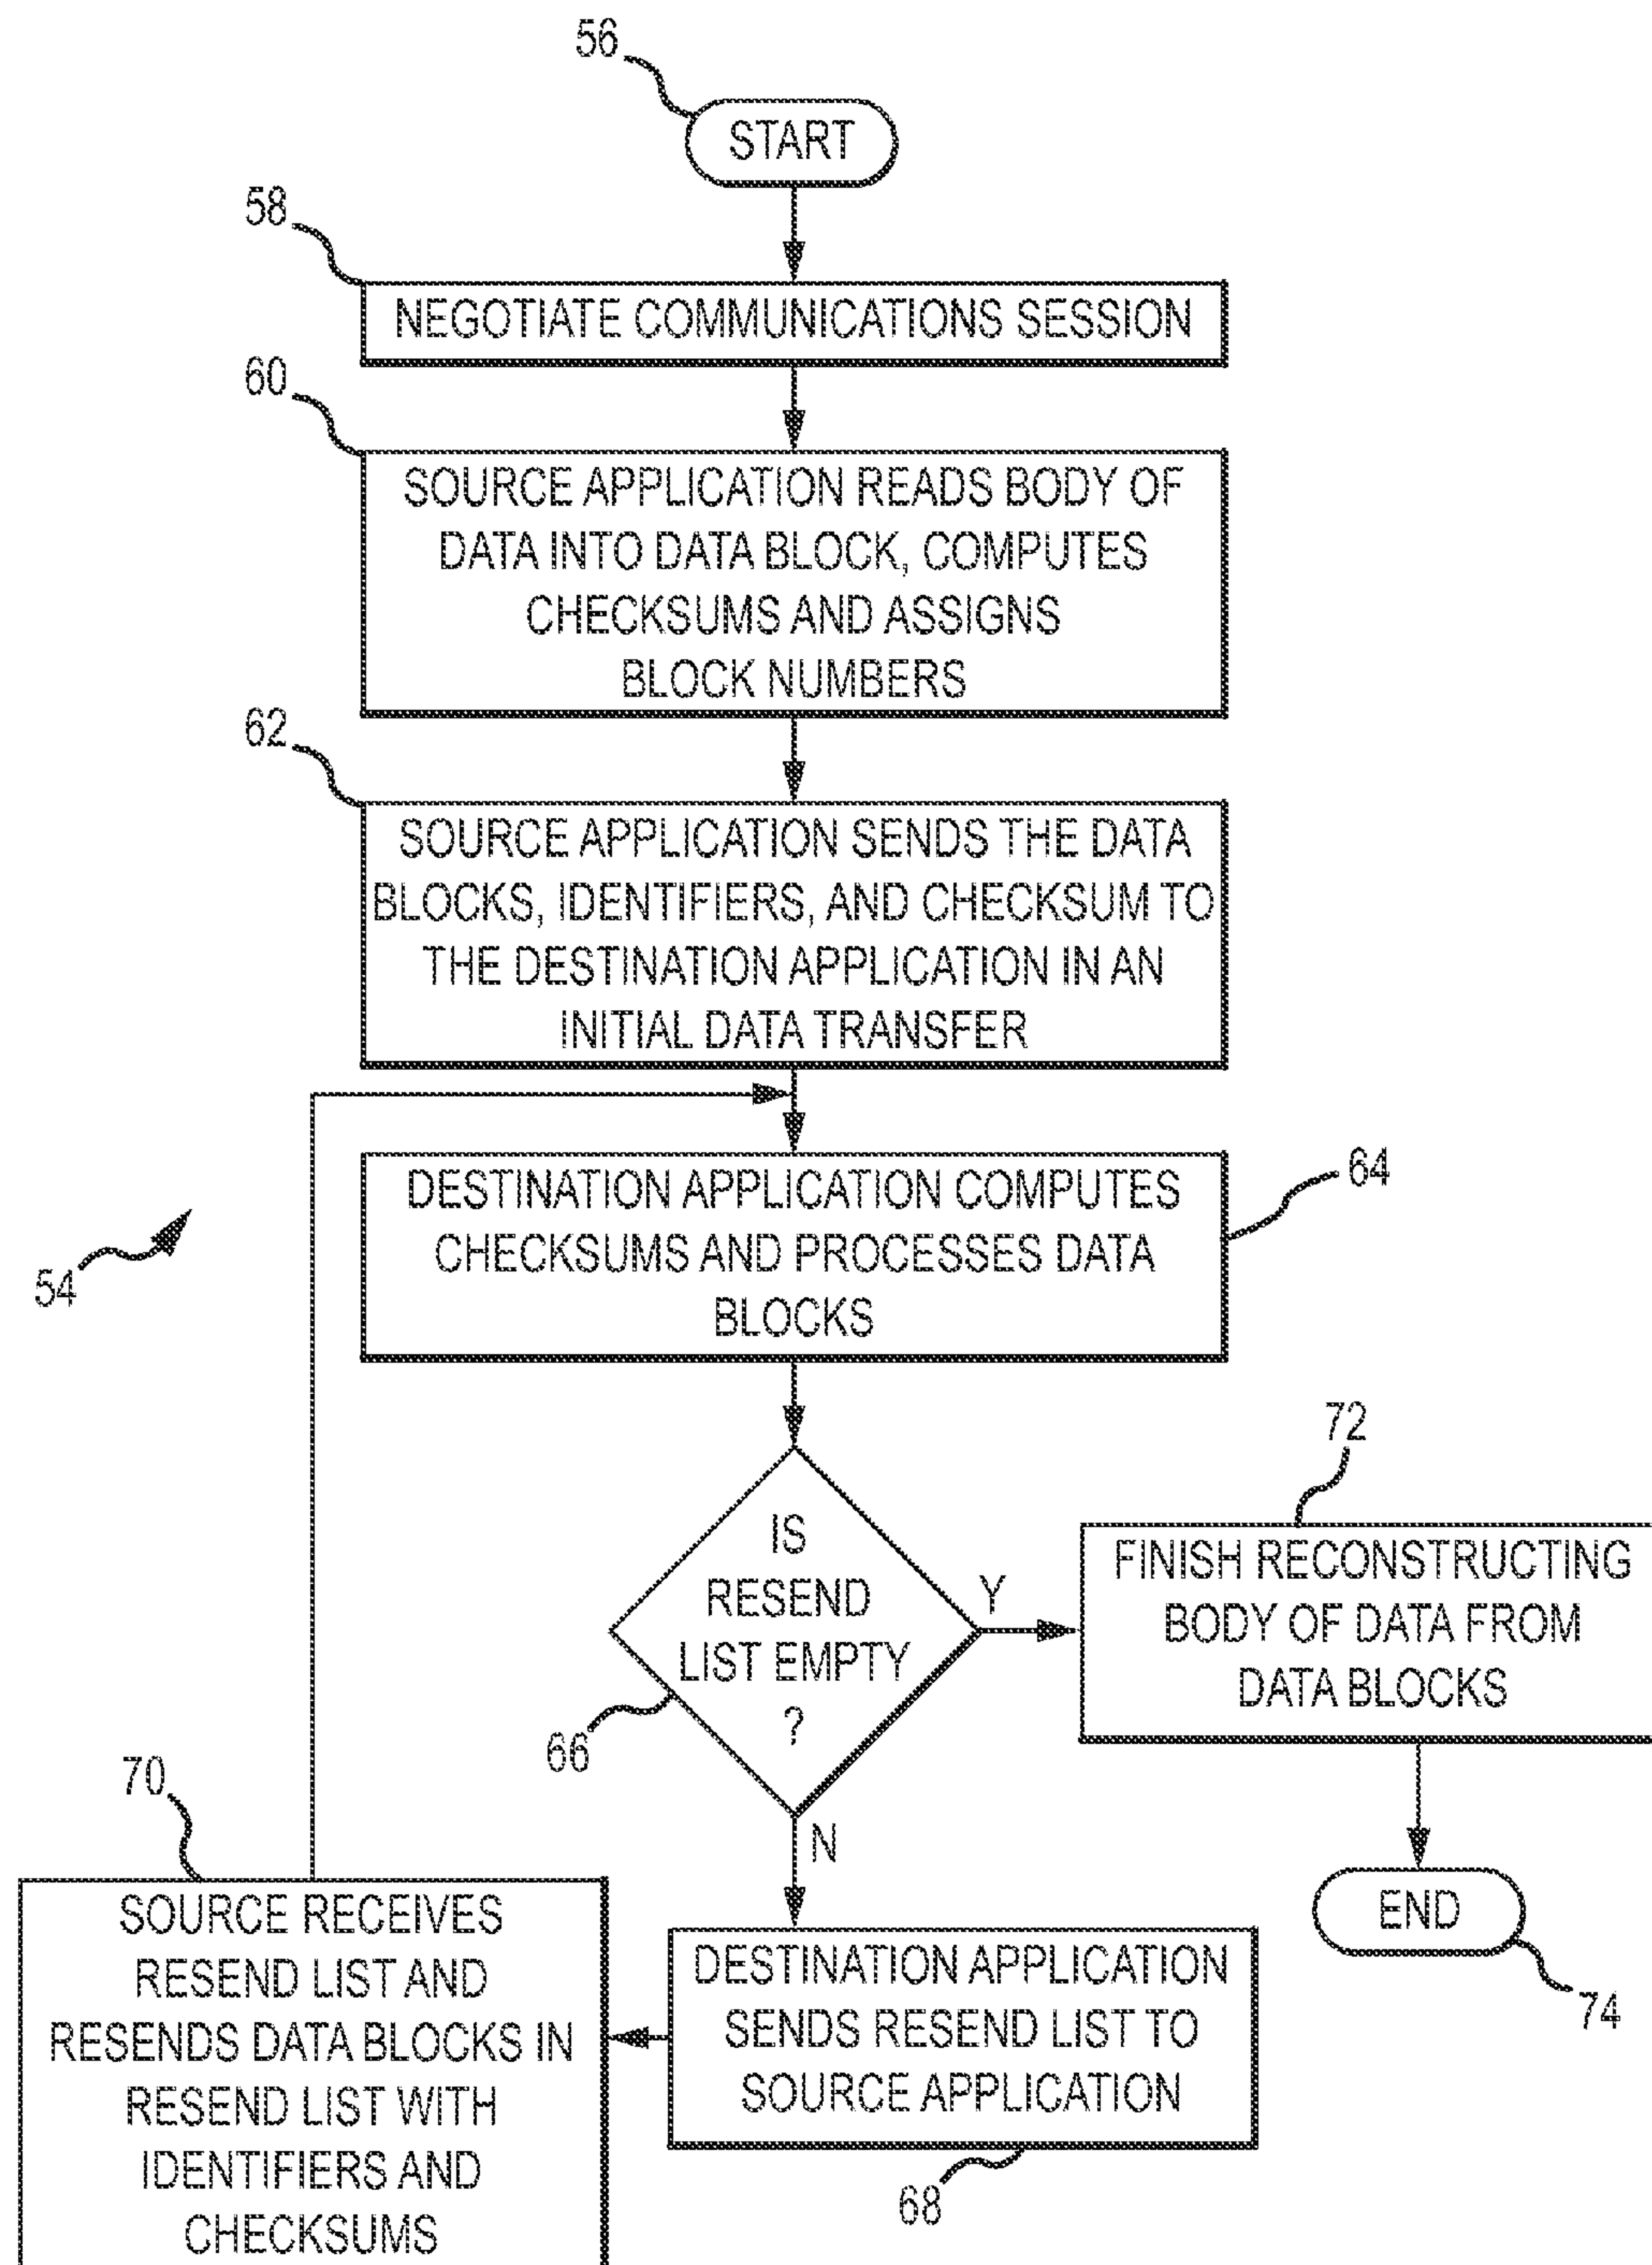 56
START
58
NEGOTIATE COMMUNICATIONS SESSION
60
SOURCE APPLICATION READS BODY OF
DATA INTO DATA BLOCK, COMPUTES
CHECKSUMS AND ASSIGNS
BLOCK NUMBERS
62
SOURCE APPLICATION SENDS THE DATA
BLOCKS, IDENTIFIERS, AND CHECKSUM TO
THE DESTINATION APPLICATION IN AN
INITIAL DATA TRANSFER
64
DESTINATION APPLICATION COMPUTES
CHECKSUMS AND PROCESSES DATA
BLOCKS
54
66
IS
RESEND
LIST EMPTY
?
Y
N
72
FINISH RECONSTRUCTING
BODY OF DATA FROM
DATA BLOCKS
END
74
DESTINATION APPLICATION
SENDS RESEND LIST TO
SOURCE APPLICATION
68
70
SOURCE RECEIVES
RESEND LIST AND
RESENDS DATA BLOCKS IN
RESEND LIST WITH
IDENTIFIERS AND
CHECKSUMS